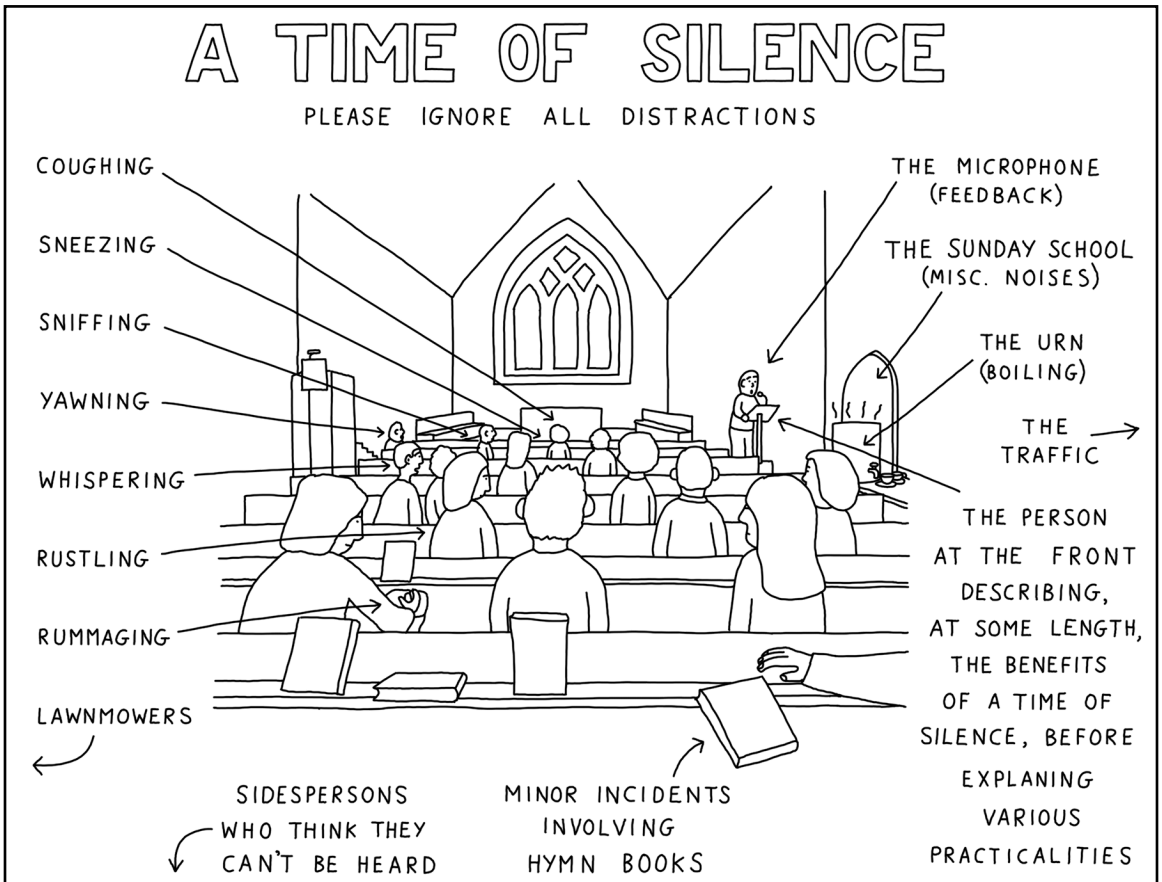 A TIME OF SILENCE
PLEASE IGNORE ALL DISTRACTIONS
COUGHING
SNEEZING
SNIFFING
YAWNING
WHISPERING
RUSTLING
RUMMAGING
LAWNMOWERS
SIDESPERSONS
WHO THINK THEY
CAN'T BE HEARD
MINOR INCIDENTS
INVOLVING
HYMN BOOKS
THE MICROPHONE
(FEEDBACK)
THE SUNDAY SCHOOL
(MISC. NOISES)
THE URN
(BOILING)
THE
TRAFFIC
THE PERSON
AT THE FRONT
DESCRIBING,
AT SOME LENGTH,
THE BENEFITS
OF A TIME OF
SILENCE, BEFORE
EXPLANING
VARIOUS
PRACTICALITIES